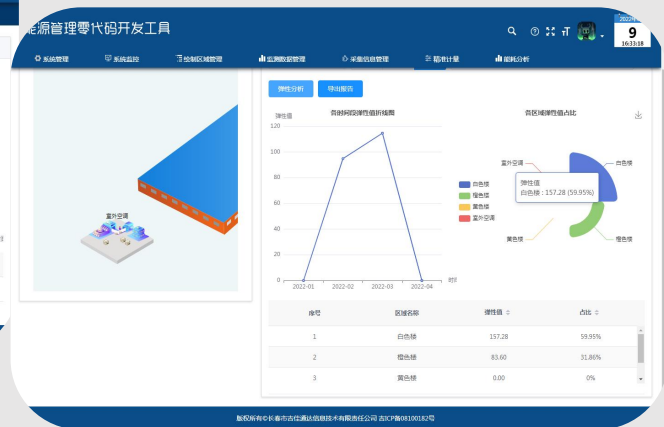 能源管理零代码开发工具
9
16:33:18
系统管理 系统监控 绘制区域管理 监测数据管理 采集信息管理 精准计量 能耗分析
弹性分析 导出报告
弹性值 各时间段弹性值折线图
120
100
80
60
40
20
0
2022-01 2022-02 2022-03 2022-04
白色楼
橙色楼
黄色楼
室外空调
各区域弹性值占比
室外空调 白色楼
弹性值
白色楼 : 157.28 (59.95%)
黄色楼 橙色楼
室外空调
序号 区域名称 弹性值 占比
1 白色楼 157.28 59.95%
2 橙色楼 83.60 31.86%
3 黄色楼 0.00 0%
版权所有©长春市吉佳通达信息技术有限责任公司 吉ICP备08100182号